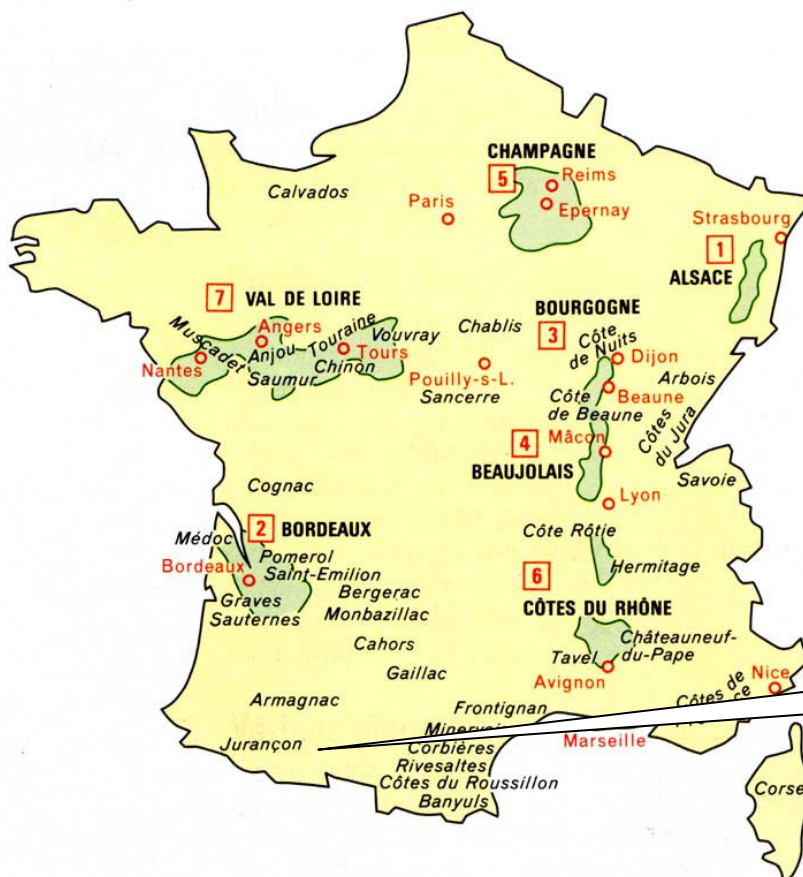 CHAMPAGNE
5
Reims
Epernay
Calvados
Paris
Strasbourg
1
ALSACE
7
VAL DE LOIRE
Muscadet
Angers
Anjou
Touraine
Vouvray
Nantes
Saumur
Chinon
Tours
Chablis
Pouilly-s-L.
Sancerre
BOURGOGNE
3
Côte
de Nuits
Dijon
Beaune
Côte
de Beaune
Arbois
Côtes
du Jura
4
Mâcon
BEAUJOLAIS
Lyon
Savoie
Cognac
2
BORDEAUX
Médoc
Bordeaux
Pomerol
Saint-Emilion
Graves
Sauternes
Bergerac
Monbazillac
Cahors
Gaillac
Côte Rôtie
Hermitage
6
CÔTES DU RHÔNE
Châteauneuf-
du-Pape
Tavel
Avignon
Nice
Côtes de
Marseille
Armagnac
Jurançon
Frontignan
Corbières
Rivesaltes
Côtes du Roussillon
Banyuls
Corse